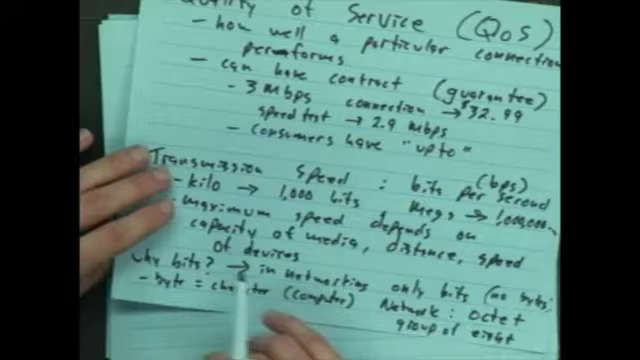 Quality of Service (QoS)
- how well a particular connection
performs
- can have contract (guarantee)
- 3 Mbps connection → $32.99
speed test → 2.9 Mbps
- consumers have "up to"
Transmission speed : bits per second (bps)
- kilo → 1,000 bits mega → 1,000,000
- maximum speed depends on
capacity of media, distance, speed
of devices
Why bits? → in networking only bits (no bytes)
- byte = character (computer) Network : octet
group of eight